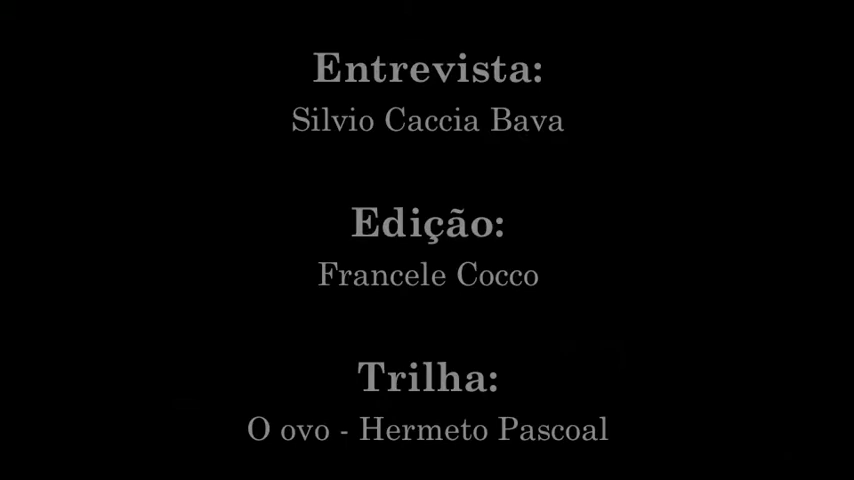 Entrevista:
Silvio Caccia Bava
Edição:
Francele Cocco
Trilha:
O ovo - Hermeto Pascoal